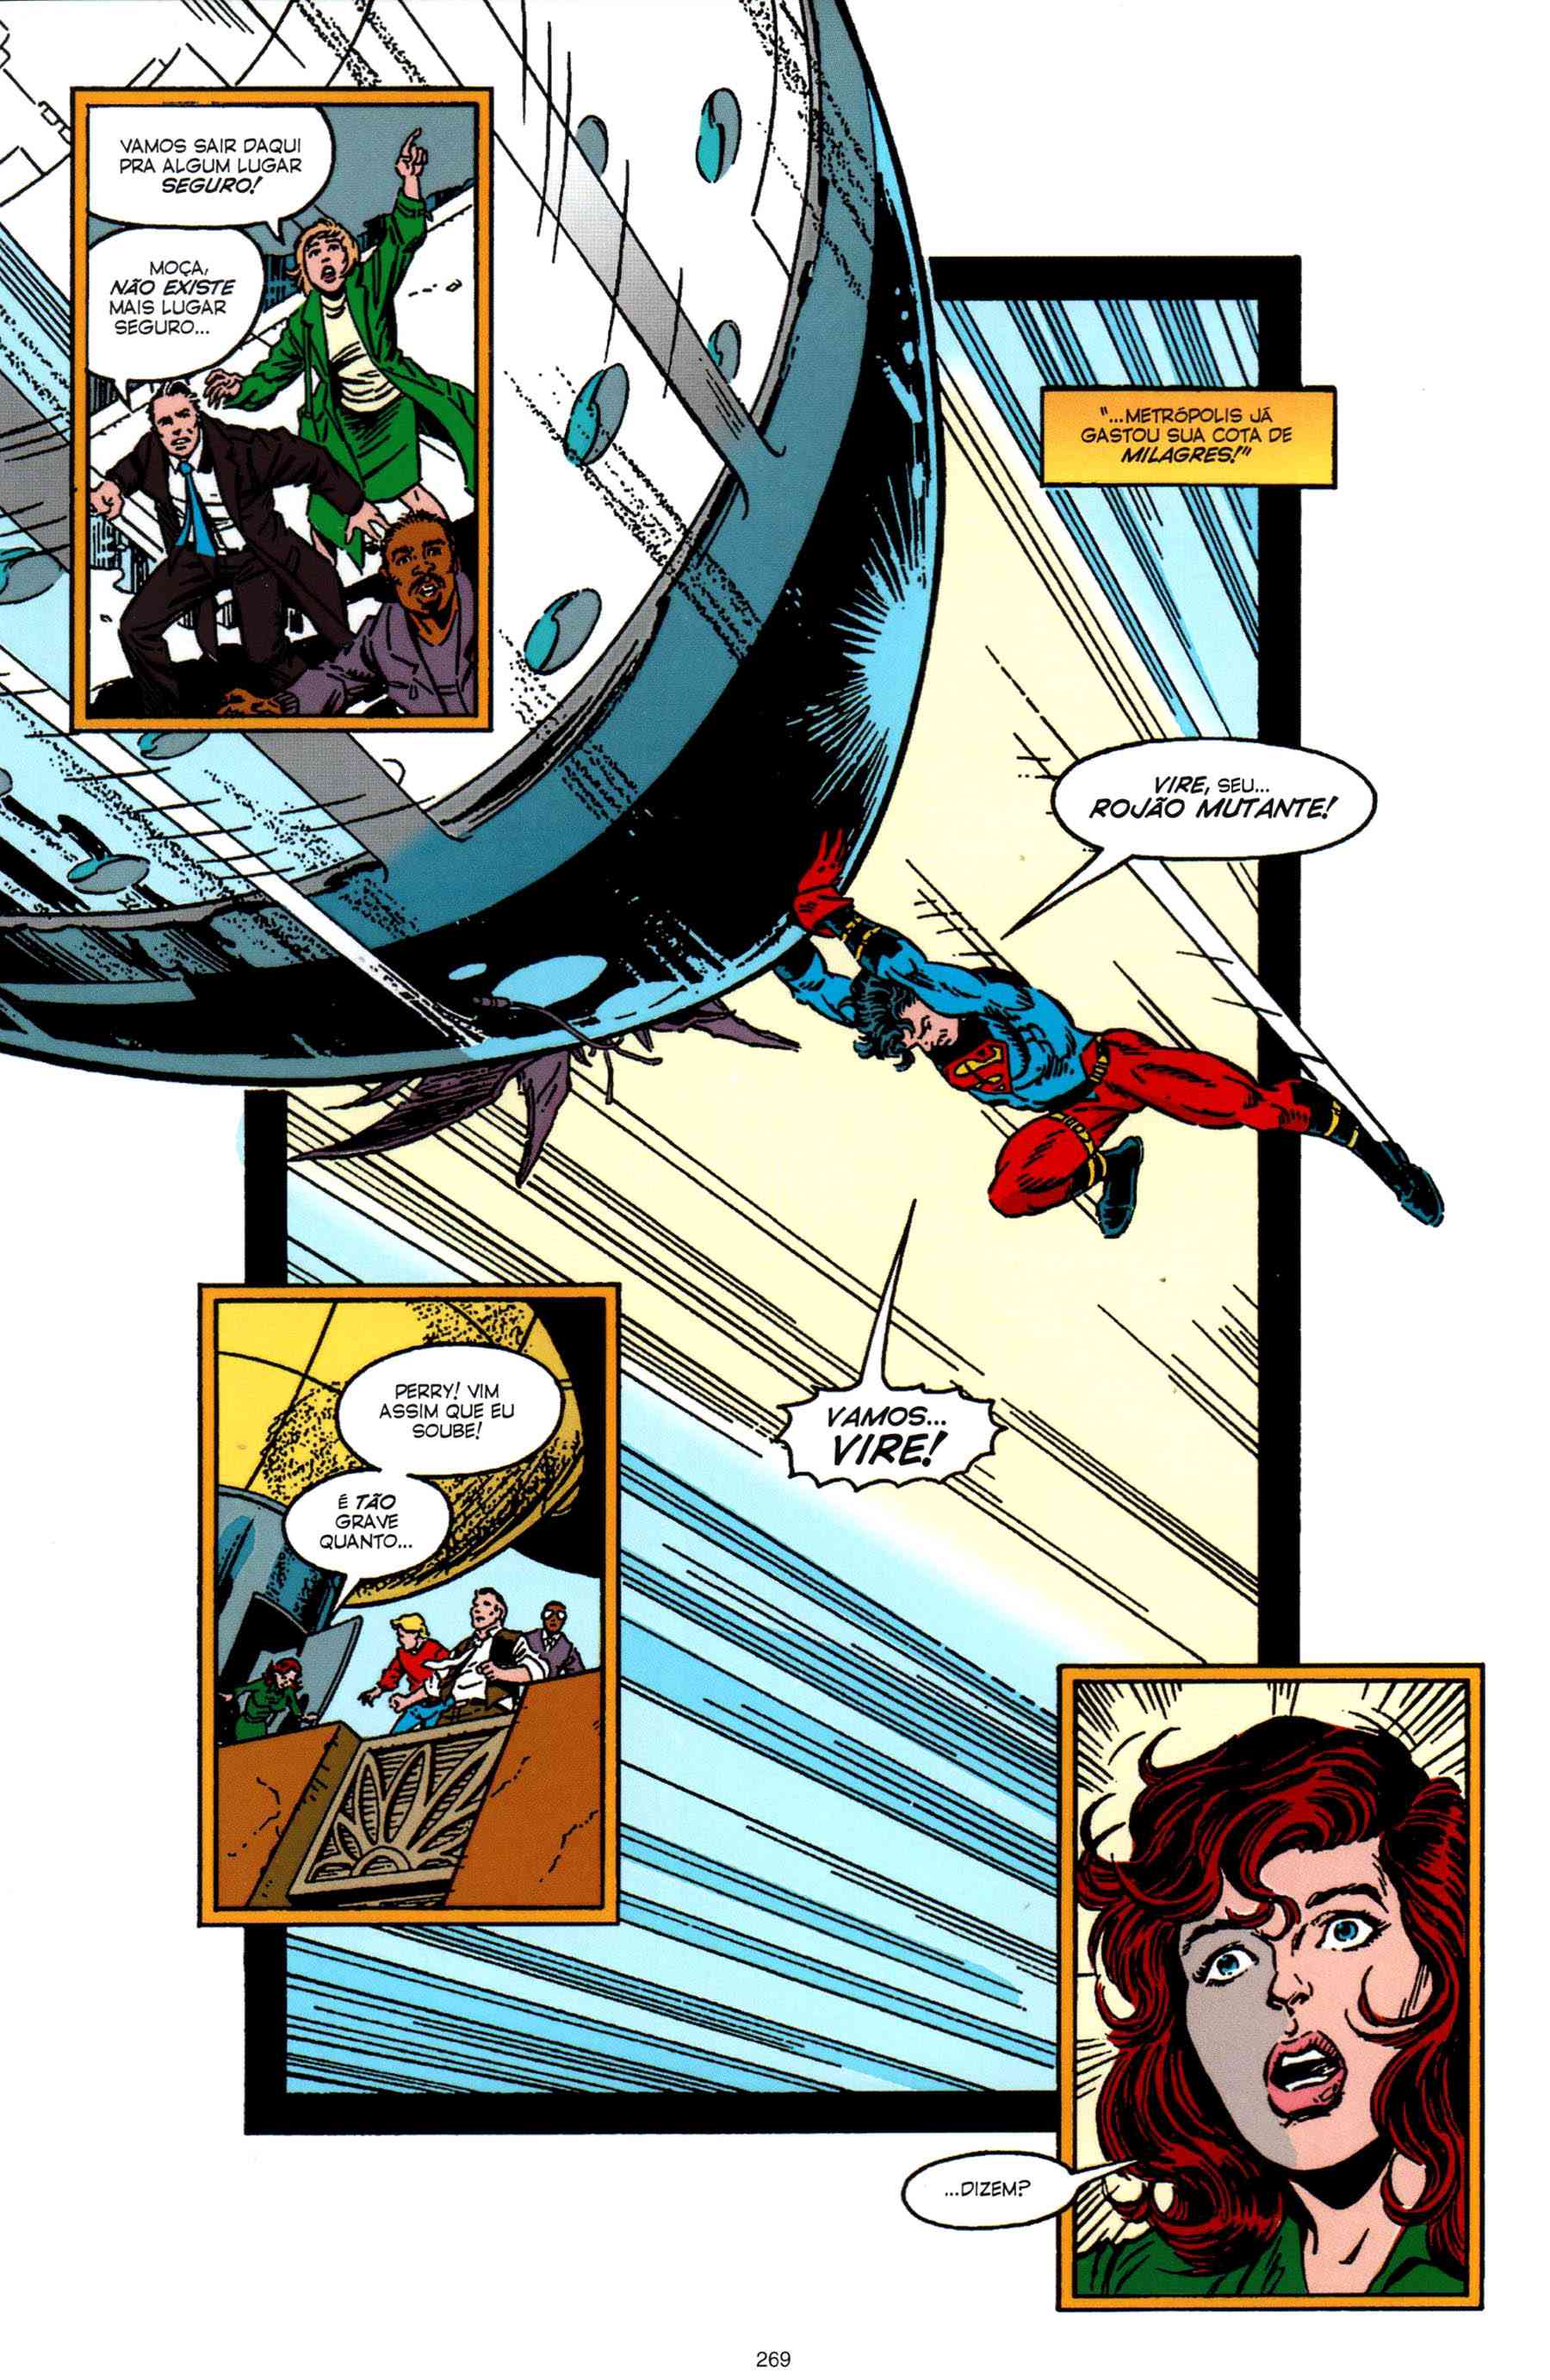 VAMOS SAIR DAQUI
PRA ALGUM LUGAR
SEGURO!
MOÇA,
NÃO EXISTE
MAIS LUGAR
SEGURO...
"...METRÓPOLIS JÁ
GASTOU SUA COTA DE
MILAGRES!"
VIRE, SEU...
ROJÃO MUTANTE!
VAMOS...
VIRE!
PERRY! VIM
ASSIM QUE EU
SOUBE!
É TÃO
GRAVE
QUANTO...
...DIZEM?
269